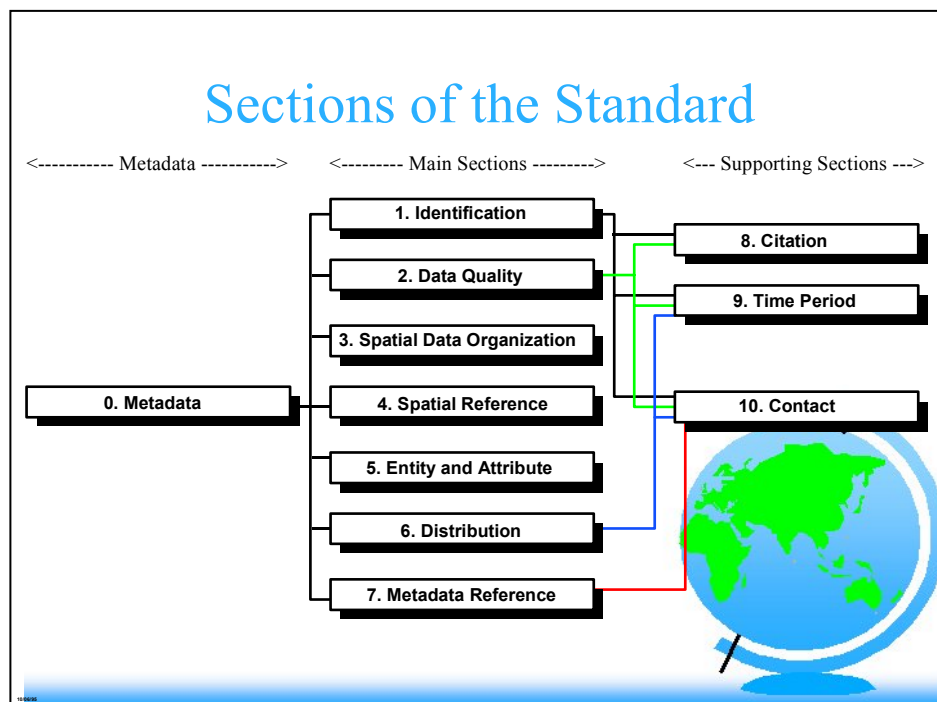 Sections of the Standard
<----------- Metadata ----------->
<--------- Main Sections --------->
<--- Supporting Sections --->
1. Identification
2. Data Quality
3. Spatial Data Organization
0. Metadata
4. Spatial Reference
5. Entity and Attribute
6. Distribution
7. Metadata Reference
8. Citation
9. Time Period
10. Contact